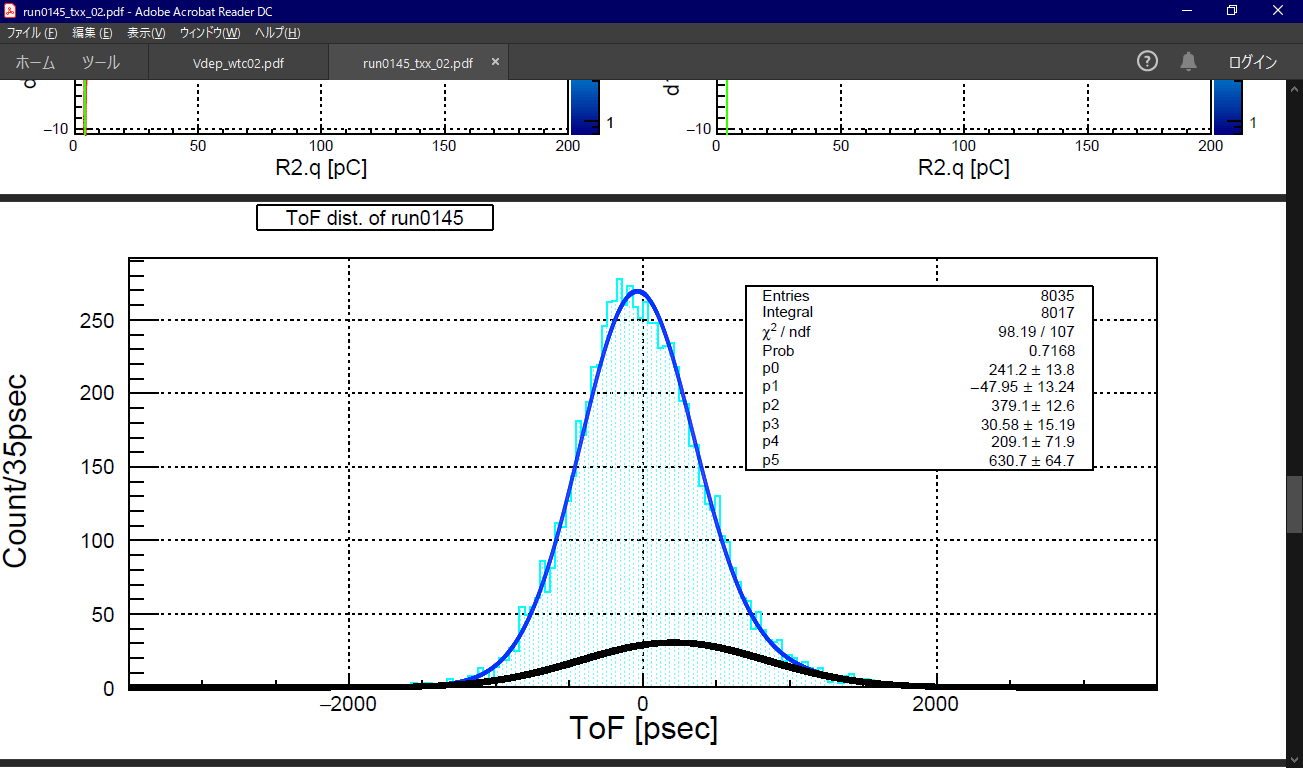 run0145_txx_02.pdf - Adobe Acrobat Reader DC
ファイル (F) 編集 (E) 表示(V) ウィンドウ(W) ヘルプ(H)
ホーム ツール Vdep_wtc02.pdf run0145_txx_02.pdf × ? ログイン
−10 1 −10 1
0 50 100 150 200 0 50 100 150 200
R2.q [pC] R2.q [pC]
ToF dist. of run0145
Count/35psec
250
200
150
100
50
0
Entries 8035
Integral 8017
χ² / ndf 98.19 / 107
Prob 0.7168
p0 241.2 ± 13.8
p1 −47.95 ± 13.24
p2 379.1 ± 12.6
p3 30.58 ± 15.19
p4 209.1 ± 71.9
p5 630.7 ± 64.7
−2000 0 2000
ToF [psec]